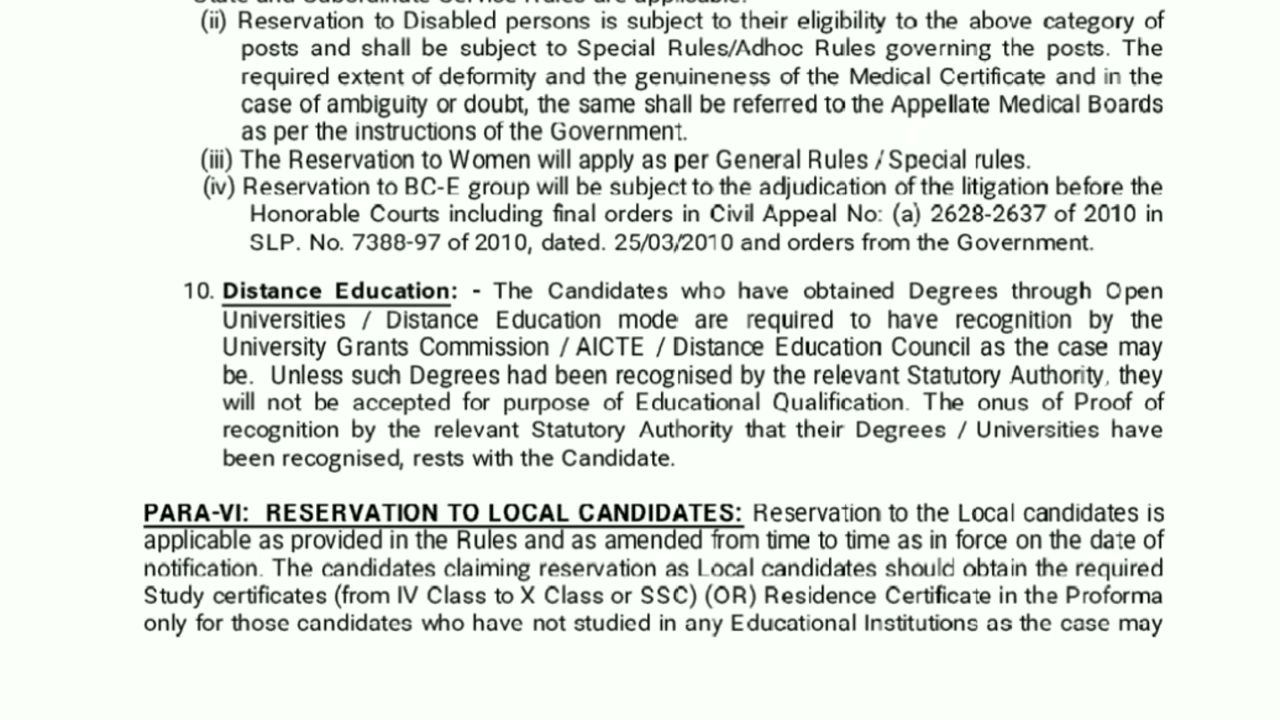 State and Subordinate Service Rules are applicable.
(ii) Reservation to Disabled persons is subject to their eligibility to the above category of
posts and shall be subject to Special Rules/Adhoc Rules governing the posts. The
required extent of deformity and the genuineness of the Medical Certificate and in the
case of ambiguity or doubt, the same shall be referred to the Appellate Medical Boards
as per the instructions of the Government.
(iii) The Reservation to Women will apply as per General Rules / Special rules.
(iv) Reservation to BC-E group will be subject to the adjudication of the litigation before the
Honorable Courts including final orders in Civil Appeal No: (a) 2628-2637 of 2010 in
SLP. No. 7388-97 of 2010, dated. 25/03/2010 and orders from the Government.
10. Distance Education: - The Candidates who have obtained Degrees through Open
Universities / Distance Education mode are required to have recognition by the
University Grants Commission / AICTE / Distance Education Council as the case may
be. Unless such Degrees had been recognised by the relevant Statutory Authority, they
will not be accepted for purpose of Educational Qualification. The onus of Proof of
recognition by the relevant Statutory Authority that their Degrees / Universities have
been recognised, rests with the Candidate.
PARA-VI: RESERVATION TO LOCAL CANDIDATES: Reservation to the Local candidates is
applicable as provided in the Rules and as amended from time to time as in force on the date of
notification. The candidates claiming reservation as Local candidates should obtain the required
Study certificates (from IV Class to X Class or SSC) (OR) Residence Certificate in the Proforma
only for those candidates who have not studied in any Educational Institutions as the case may